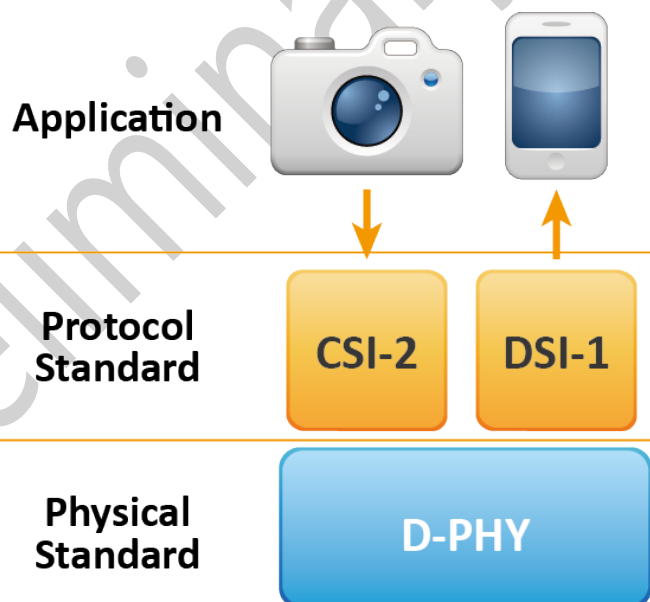 Application
Protocol
Standard
CSI-2
DSI-1
Physical
Standard
D-PHY